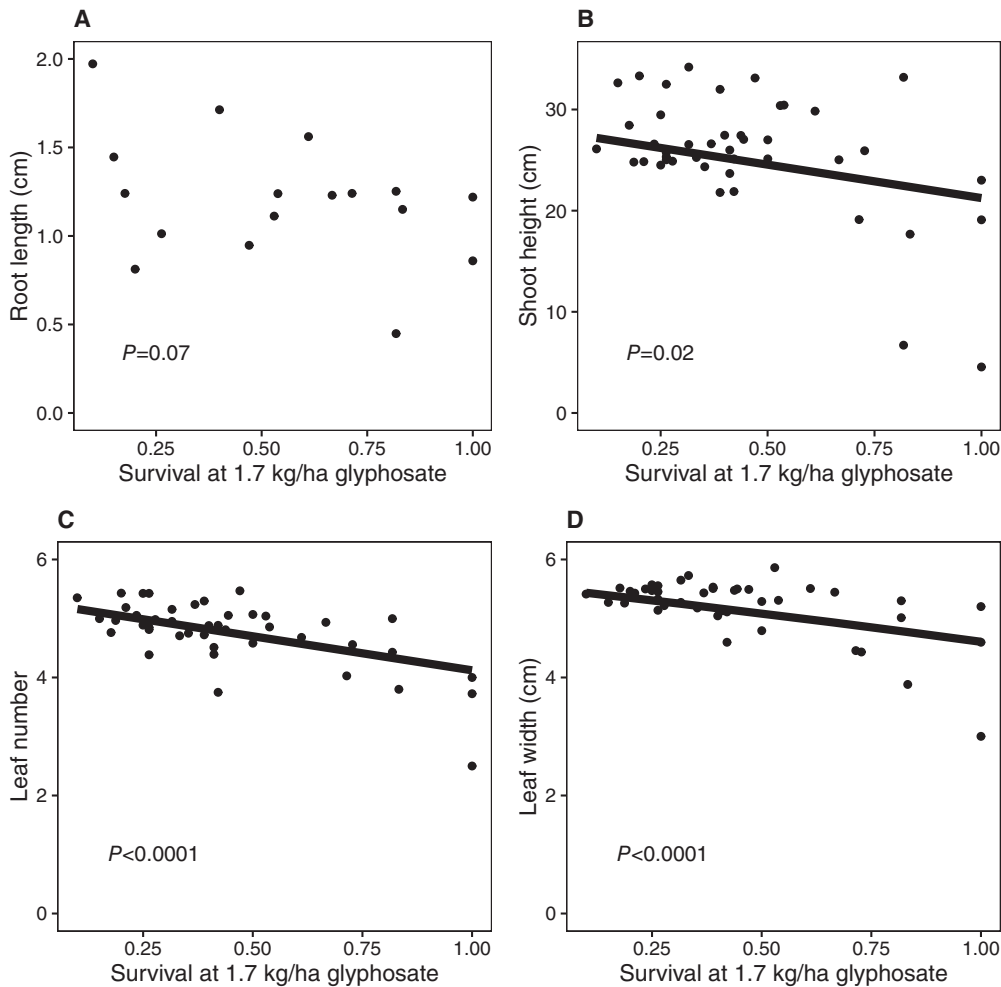 A
Root length (cm)
2.0
1.5
1.0
0.5
0.0
P=0.07
0.25 0.50 0.75 1.00
Survival at 1.7 kg/ha glyphosate
B
Shoot height (cm)
30
20
10
0
P=0.02
0.25 0.50 0.75 1.00
Survival at 1.7 kg/ha glyphosate
C
Leaf number
6
4
2
0
P<0.0001
0.25 0.50 0.75 1.00
Survival at 1.7 kg/ha glyphosate
D
Leaf width (cm)
6
4
2
0
P<0.0001
0.25 0.50 0.75 1.00
Survival at 1.7 kg/ha glyphosate